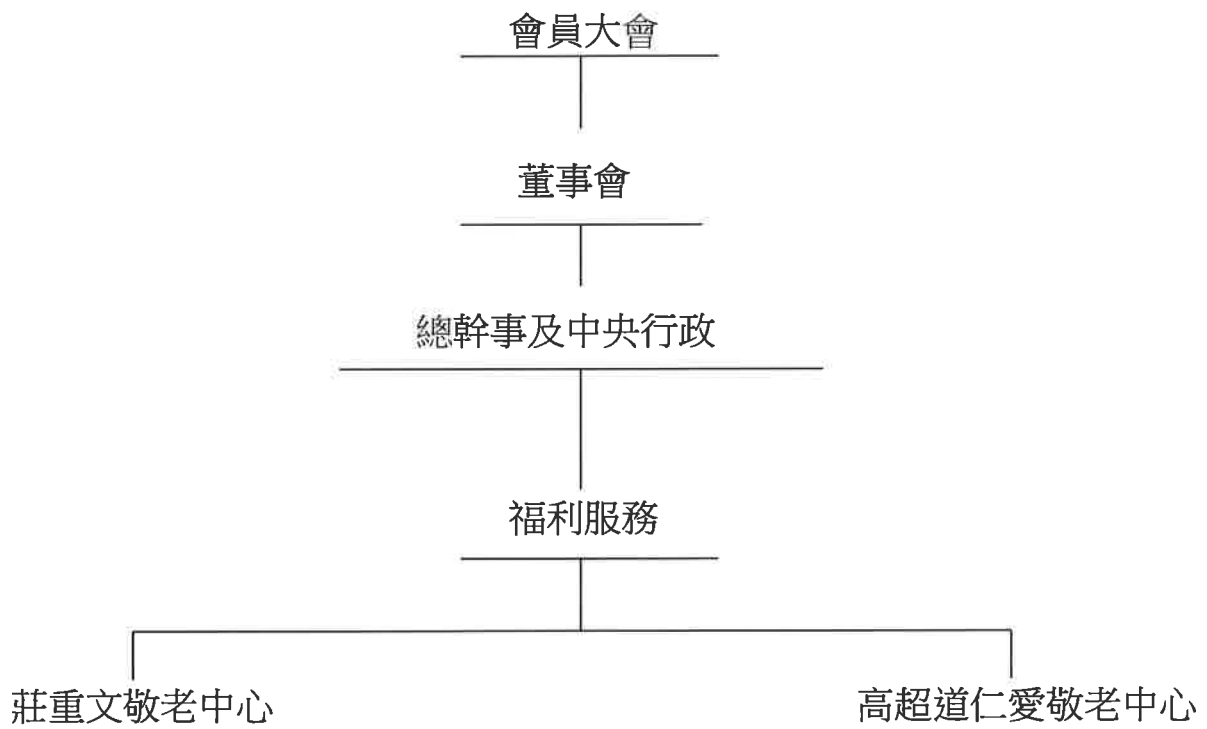 會員大會
董事會
總幹事及中央行政
福利服務
莊重文敬老中心
高超道仁愛敬老中心